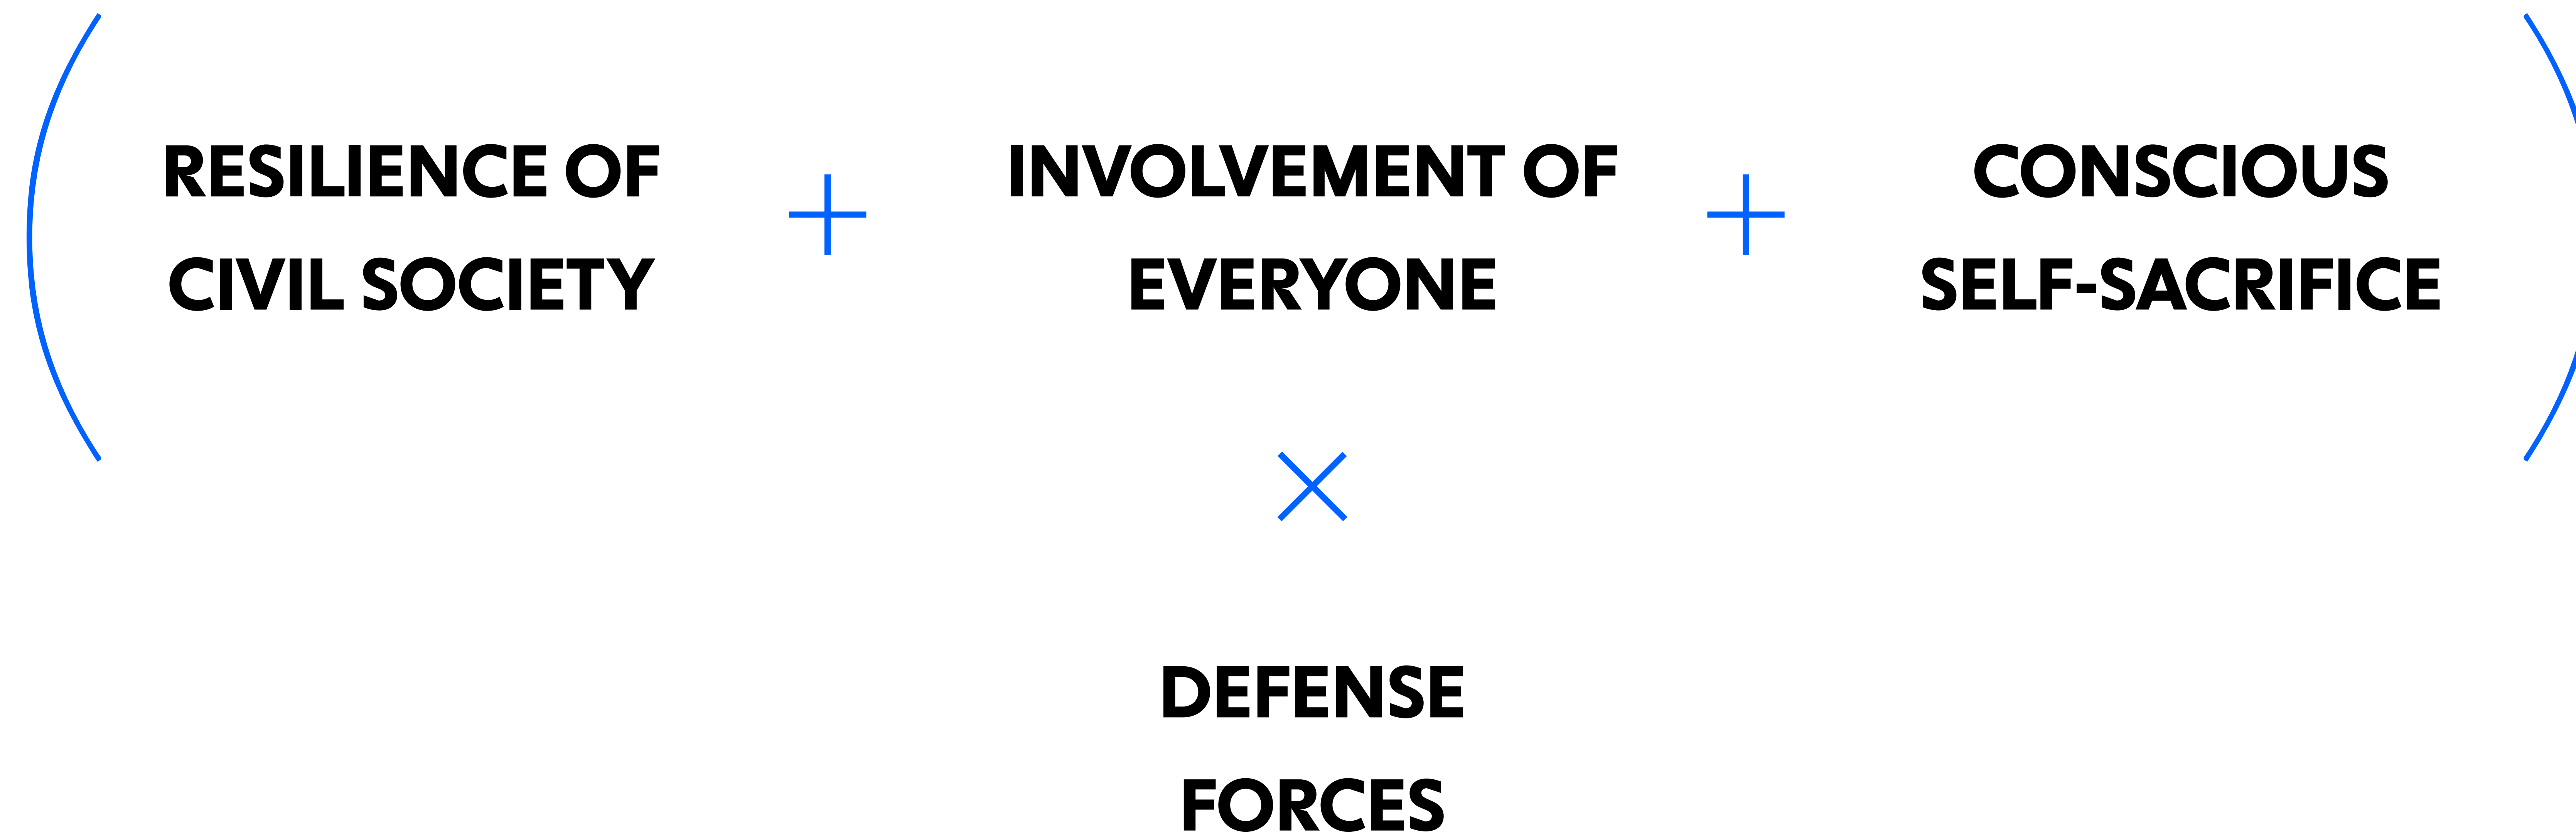 RESILIENCE OF
CIVIL SOCIETY
+
INVOLVEMENT OF
EVERYONE
+
CONSCIOUS
SELF-SACRIFICE
×
DEFENSE
FORCES